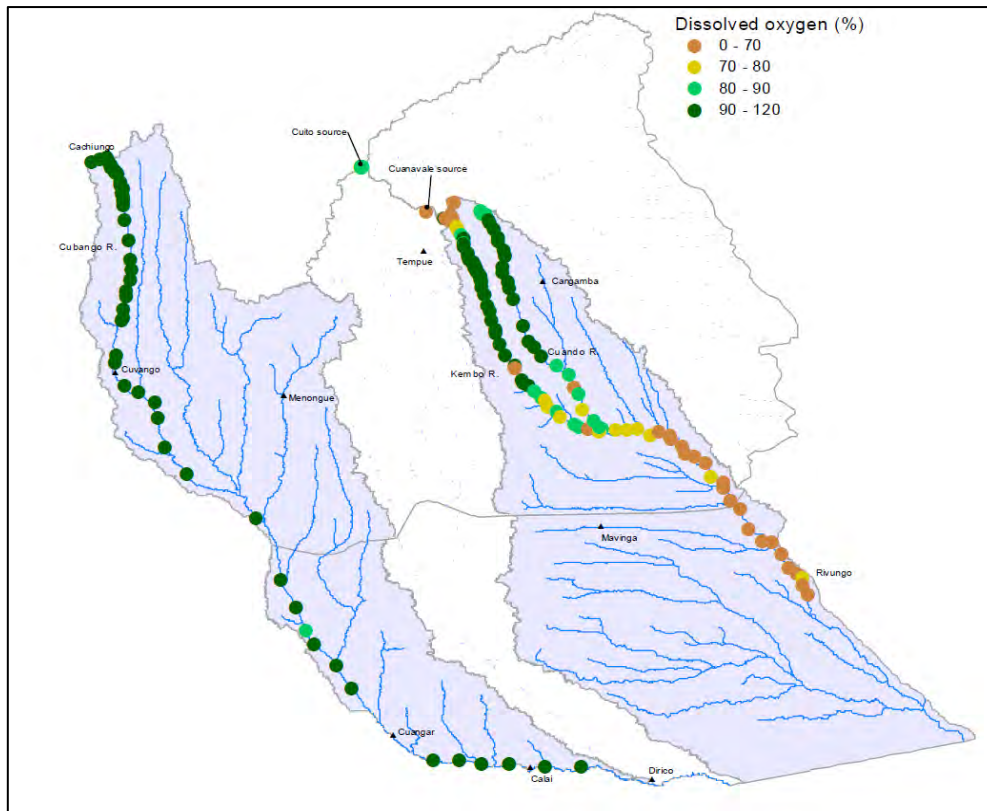 Dissolved oxygen (%)
0 - 70
70 - 80
80 - 90
90 - 120
Cuito source
Cachiungo
Cuanavale source
Cubango R.
Tempue
Cangamba
Cuando R.
Cuvango
Kembo R.
Menongue
Mavinga
Rivungo
Cuangar
Calai
Dirico